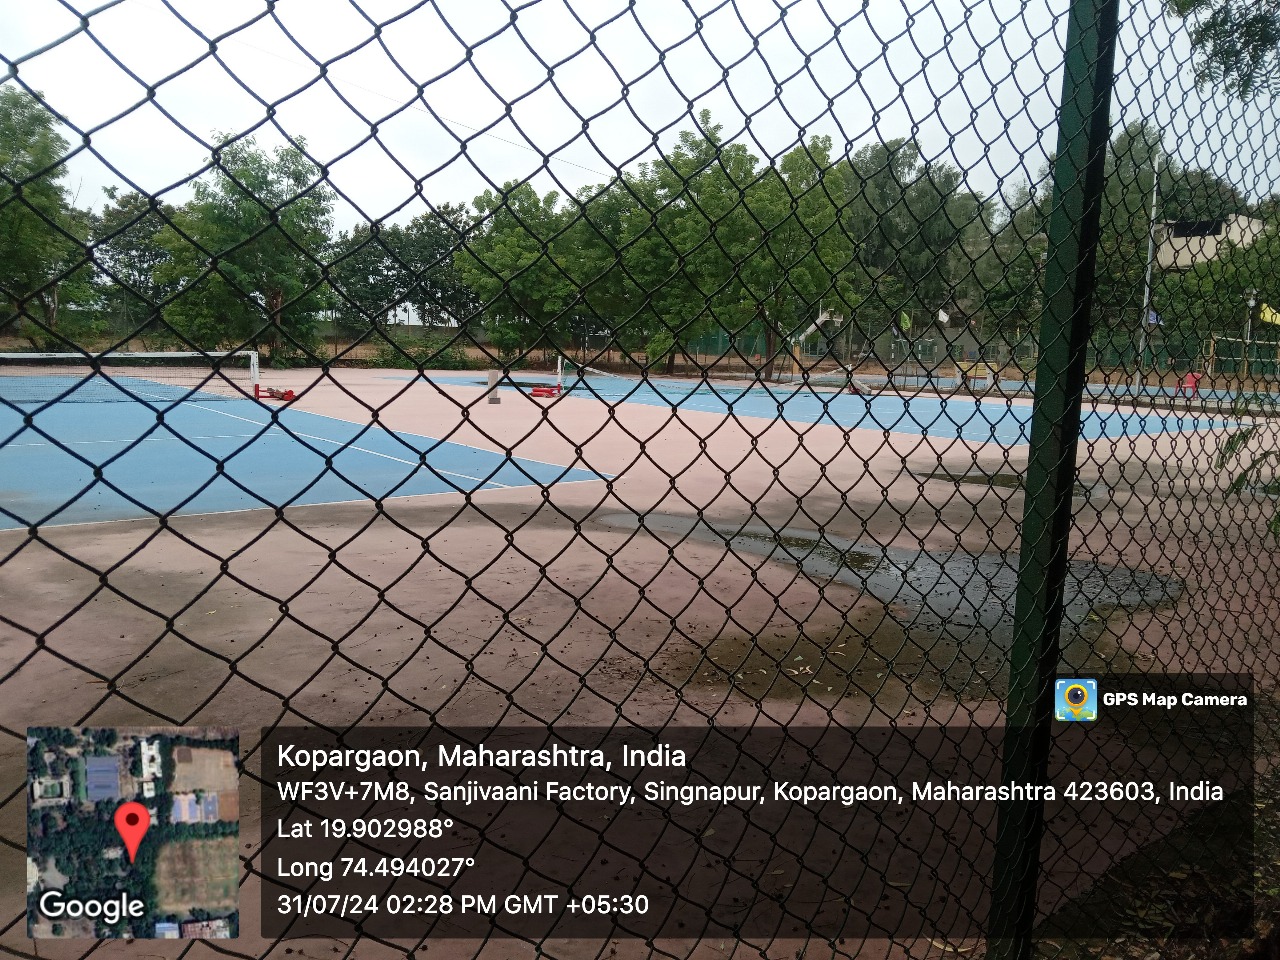 GPS Map Camera
Kopargaon, Maharashtra, India
WF3V+7M8, Sanjivaani Factory, Singnapur, Kopargaon, Maharashtra 423603, India
Lat 19.902988°
Long 74.494027°
31/07/24 02:28 PM GMT +05:30
Google